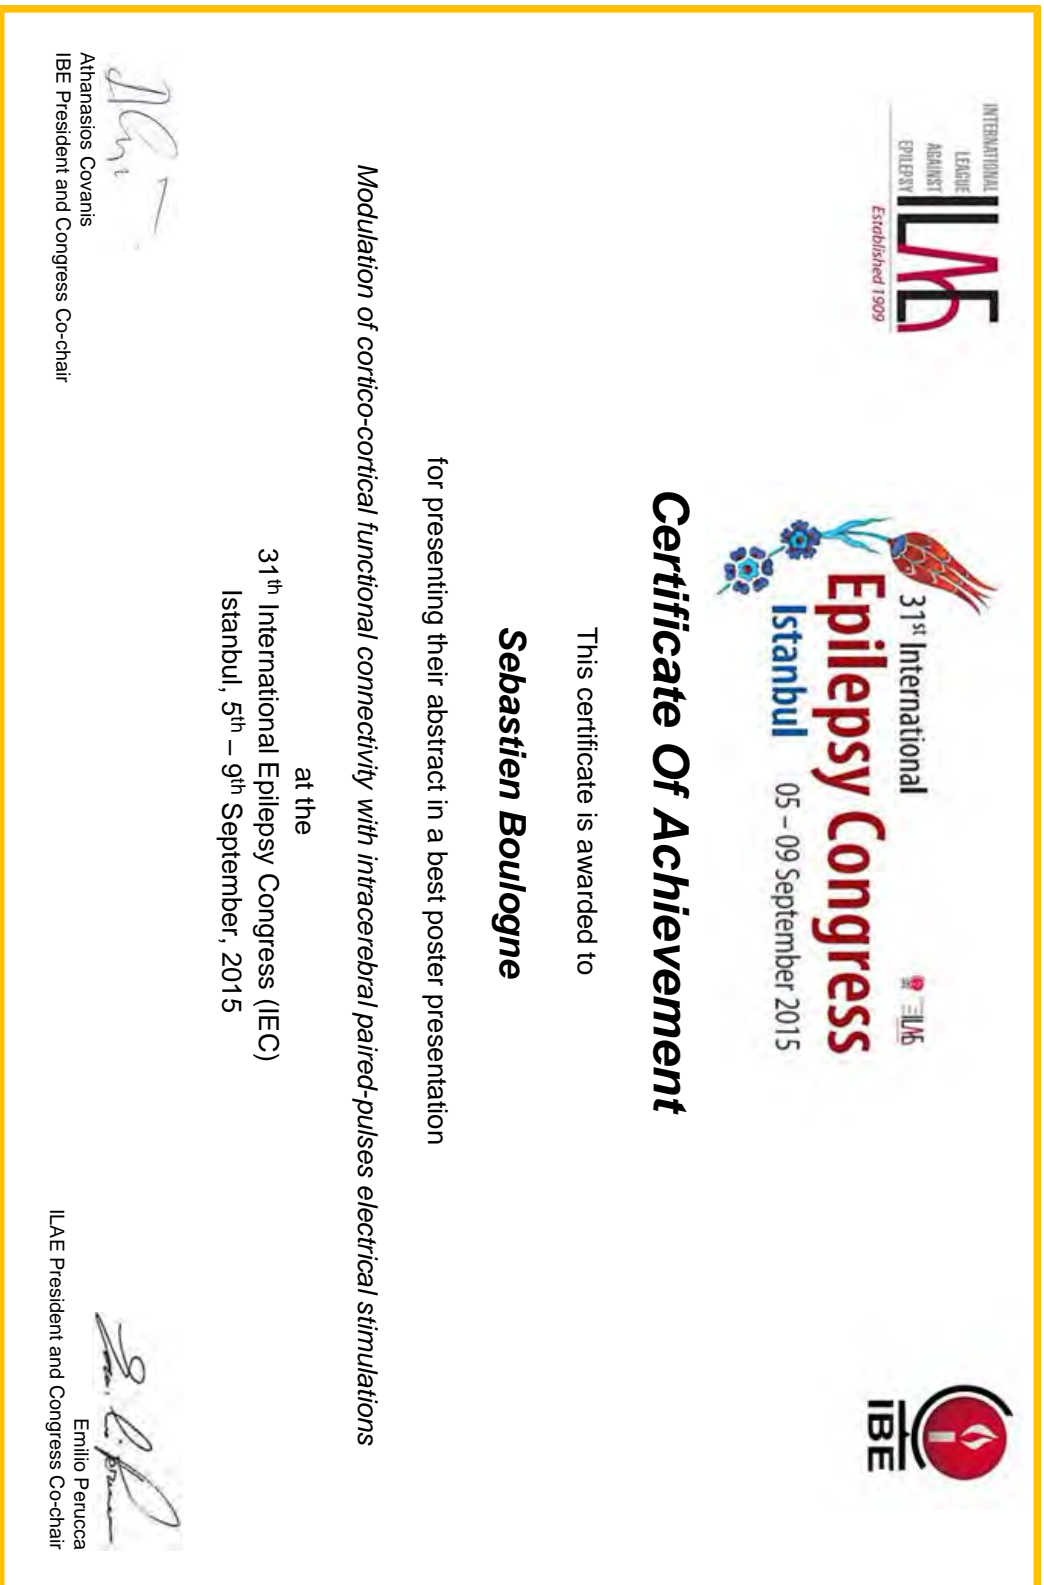 INTERNATIONAL
LEAGUE
AGAINST
EPILEPSY
ILAE
Established 1909
31st International
Epilepsy Congress
Istanbul 05 – 09 September 2015
ILAE
IBE
Certificate Of Achievement
This certificate is awarded to
Sebastien Boulogne
for presenting their abstract in a best poster presentation
Modulation of cortico-cortical functional connectivity with intracerebral paired-pulses electrical stimulations
at the
31th International Epilepsy Congress (IEC)
Istanbul, 5th – 9th September, 2015
Athanasios Covanis
IBE President and Congress Co-chair
Emilio Perucca
ILAE President and Congress Co-chair